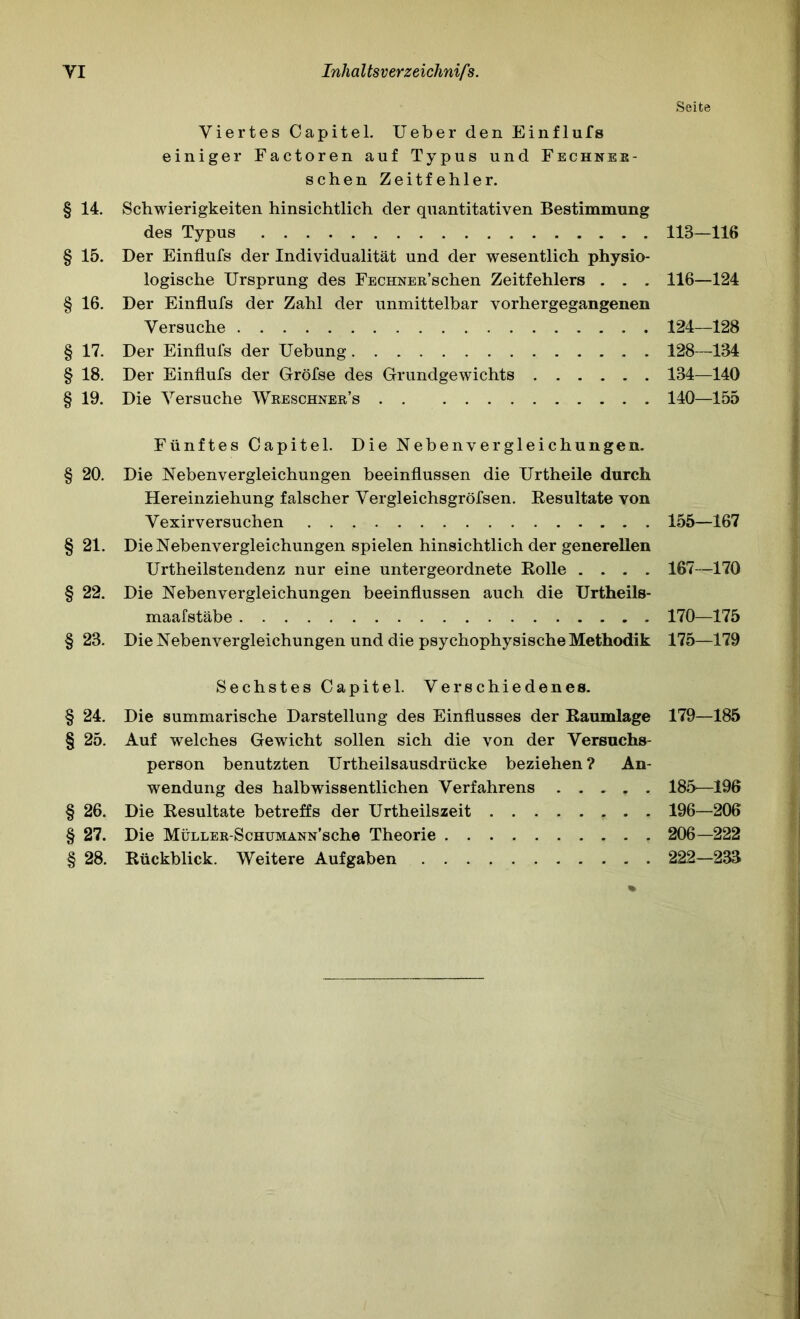 VI Inhaltsverzeichnifs.
Seite
Viertes Capitel. Ueber den Einflufs
einiger Factoren auf Typus und Fechner-
schen Zeitfehler.
§ 14. Schwierigkeiten hinsichtlich der quantitativen Bestimmung
des Typus . . . . . . . . . . . . . . . . . . 113—116
§ 15. Der Einflufs der Individualität und der wesentlich physio-
logische Ursprung des Fechner’schen Zeitfehlers . . . 116—124
§ 16. Der Einflufs der Zahl der unmittelbar vorhergegangenen
Versuche . . . . . . . . . . . . . . . . . . . 124—128
§ 17. Der Einflufs der Uebung . . . . . . . . . . . . . . 128—134
§ 18. Der Einflufs der Gröfse des Grundgewichts . . . . . . 134—140
§ 19. Die Versuche Wreschner’s . . . . . . . . . . . . 140—155
Fünftes Capitel. Die Nebenvergleichungen.
§ 20. Die Nebenvergleichungen beeinflussen die Urtheile durch
Hereinziehung falscher Vergleichsgröfsen. Resultate von
Vexirversuchen . . . . . . . . . . . . . . . . 155—167
§ 21. Die Nebenvergleichungen spielen hinsichtlich der generellen
Urtheilstendenz nur eine untergeordnete Rolle . . . . 167—170
§ 22. Die Nebenvergleichungen beeinflussen auch die Urtheils-
maafstäbe . . . . . . . . . . . . . . . . . . . 170—175
§ 23. Die Nebenvergleichungen und die psychophysische Methodik 175—179
Sechstes Capitel. Verschiedenes.
§ 24. Die summarische Darstellung des Einflusses der Raumlage 179—185
§ 25. Auf welches Gewicht sollen sich die von der Versuchs-
person benutzten Urtheilsausdrücke beziehen? An-
wendung des halbwissentlichen Verfahrens . . . . . 185—196
§ 26. Die Resultate betreffs der Urtheilszeit . . . . . . . . 196—206
§ 27. Die Müller-Schumann’sche Theorie . . . . . . . . . . 206—222
§ 28. Rückblick. Weitere Aufgaben . . . . . . . . . . . 222—233